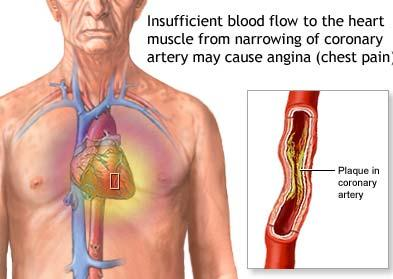 Insufficient blood flow to the heart
muscle from narrowing of coronary
artery may cause angina (chest pain)
Plaque in
coronary
artery